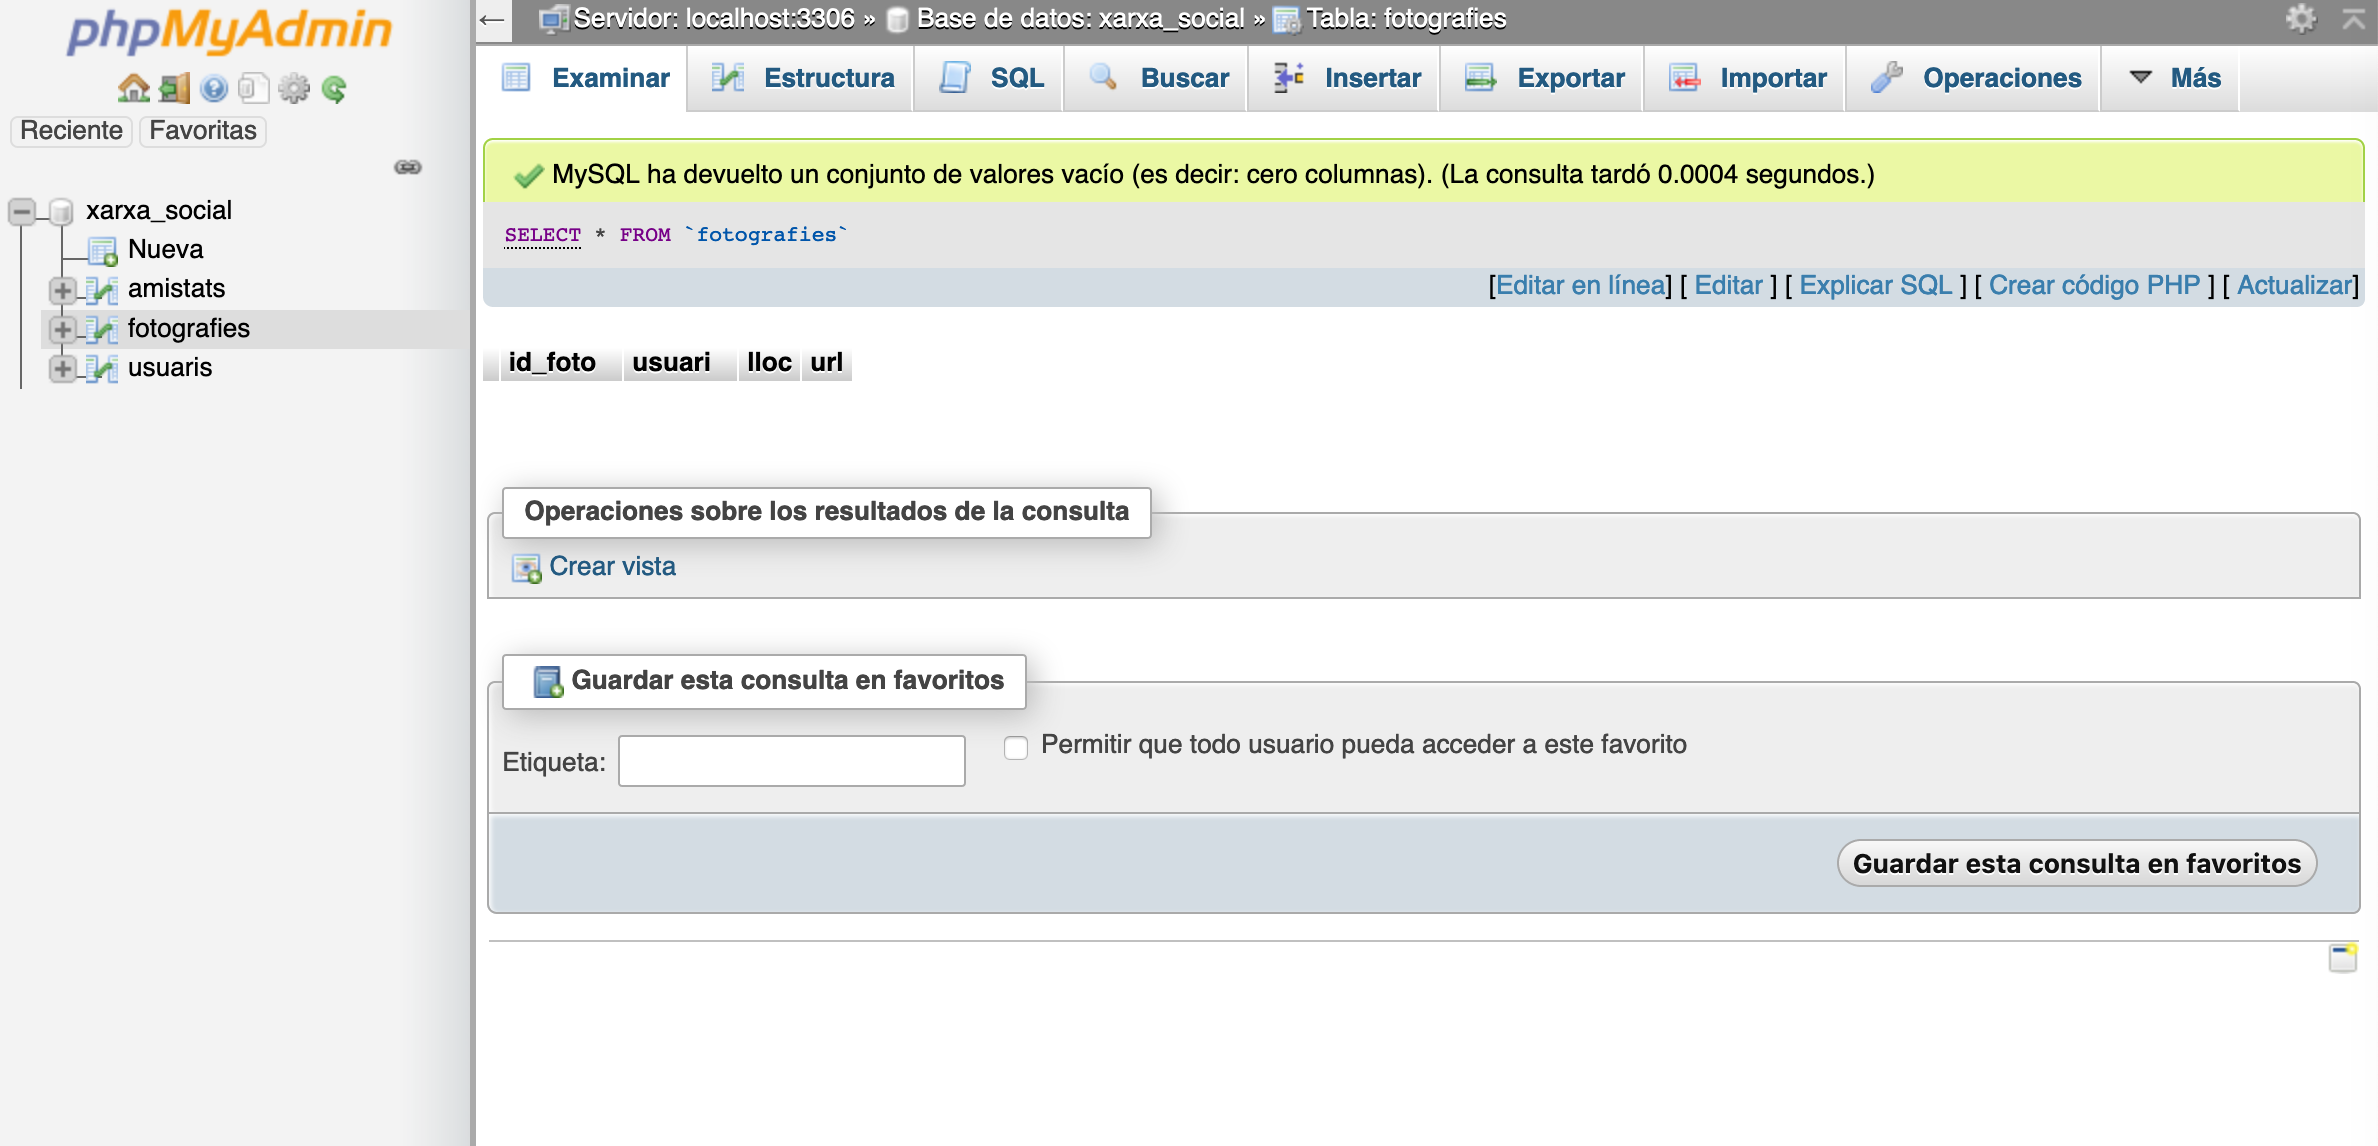 phpMyAdmin
Reciente Favoritas
xarxa_social
Nueva
amistats
fotografies
usuaris
← Servidor: localhost:3306 » Base de datos: xarxa_social » Tabla: fotografies
Examinar Estructura SQL Buscar Insertar Exportar Importar Operaciones Más
MySQL ha devuelto un conjunto de valores vacío (es decir: cero columnas). (La consulta tardó 0.0004 segundos.)
SELECT * FROM `fotografies`
[Editar en línea] [ Editar ] [ Explicar SQL ] [ Crear código PHP ] [ Actualizar]
id_foto usuari lloc url
Operaciones sobre los resultados de la consulta
Crear vista
Guardar esta consulta en favoritos
Etiqueta: Permitir que todo usuario pueda acceder a este favorito
Guardar esta consulta en favoritos